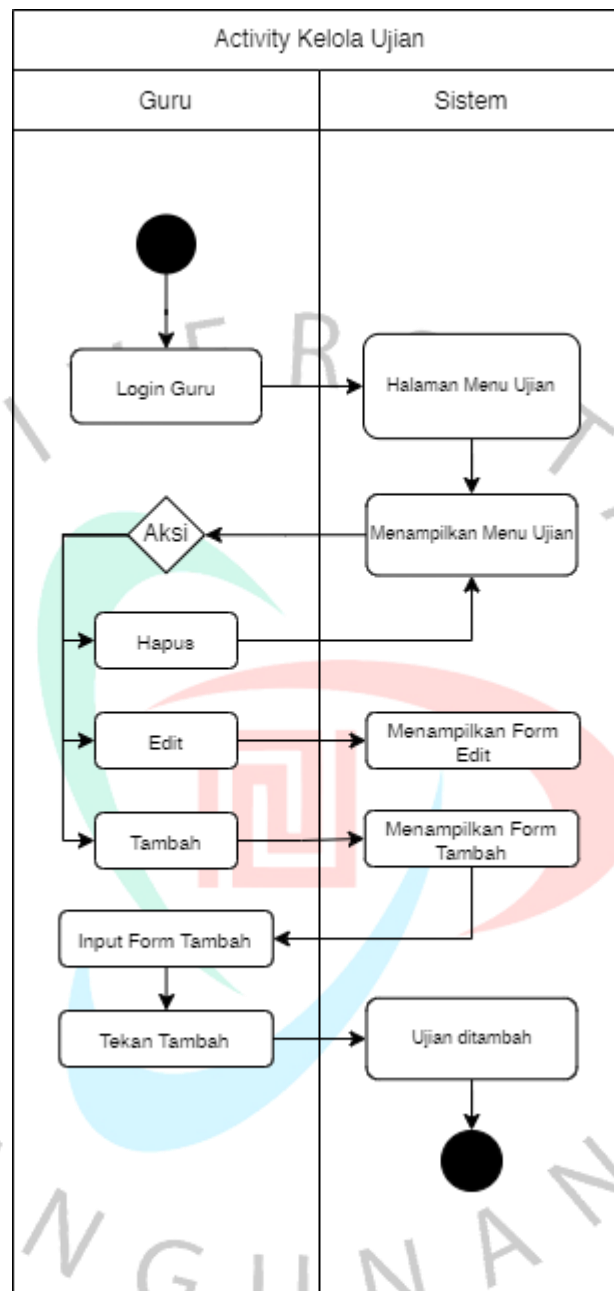 Activity Kelola Ujian
Guru
Sistem
Login Guru
Halaman Menu Ujian
Aksi
Menampilkan Menu Ujian
Hapus
Edit
Menampilkan Form
Edit
Tambah
Menampilkan Form
Tambah
Input Form Tambah
Tekan Tambah
Ujian ditambah